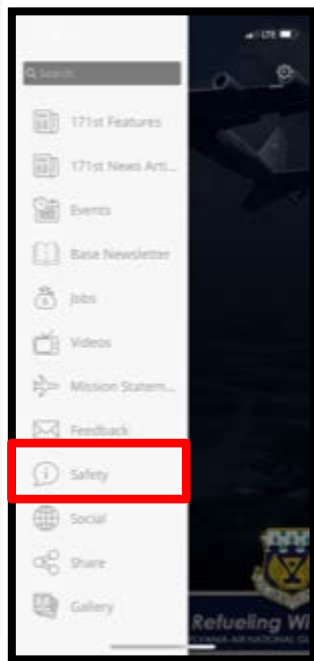 LTE
Search
171st Features
171st News Arti...
Events
Base Newsletter
Jobs
Videos
Mission Statem...
Feedback
Safety
Social
Share
Gallery
Refueling Wi